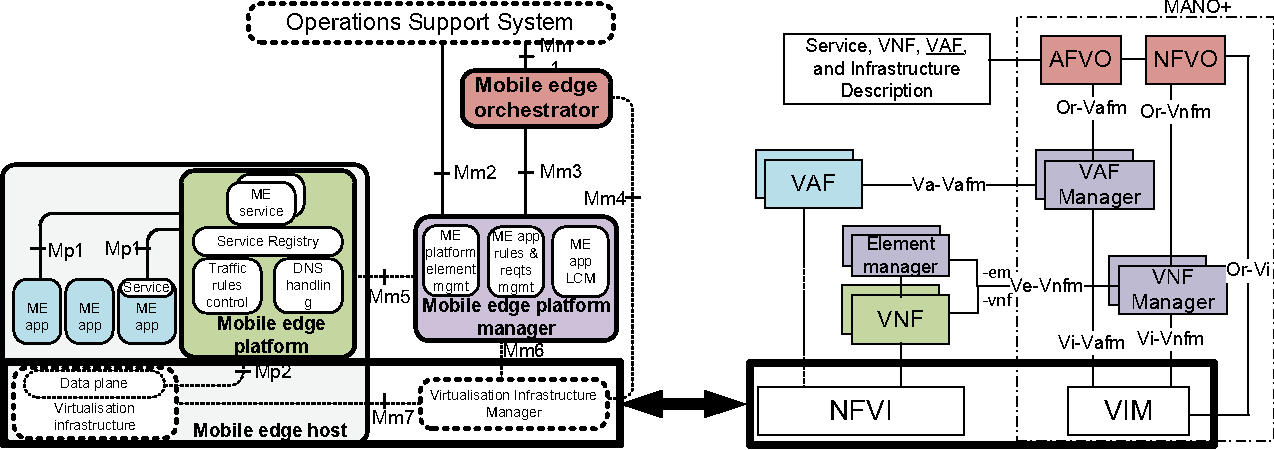 Operations Support System
Mm
1
Mobile edge
orchestrator
Mm2
Mm3
Mm4
ME
service
Service Registry
Traffic
rules
control
DNS
handlin
g
Mobile edge
platform
Mp1
Mp1
ME
app
ME
app
Service
ME
app
Mm5
ME
platform
element
mgmt
ME app
rules &
reqts
mgmt
ME
app
LCM
Mobile edge platform
manager
Mm6
Mp2
Data plane
Virtualisation
infrastructure
Mm7
Virtualisation Infrastructure
Manager
Mobile edge host
MANO+
Service, VNF, VAF,
and Infrastructure
Description
AFVO
NFVO
Or-Vafm
Or-Vnfm
VAF
Va-Vafm
VAF
Manager
Element
manager
-em
Ve-Vnfm
-vnf
VNF
VNF
Manager
Or-Vi
Vi-Vafm
Vi-Vnfm
NFVI
VIM